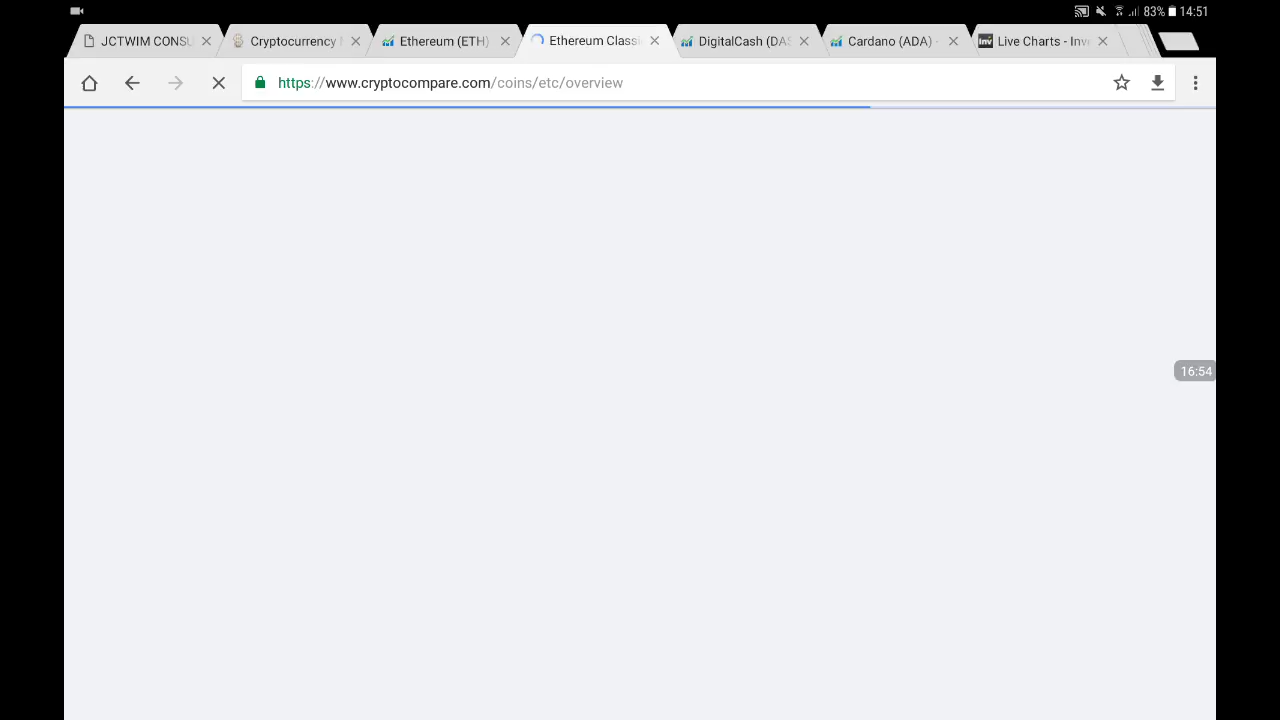 83% 14:51
JCTWIM CONSU
Cryptocurrency
Ethereum (ETH)
Ethereum Classi
DigitalCash (DAS
Cardano (ADA) -
Inv Live Charts - Inve
https://www.cryptocompare.com/coins/etc/overview
16:54